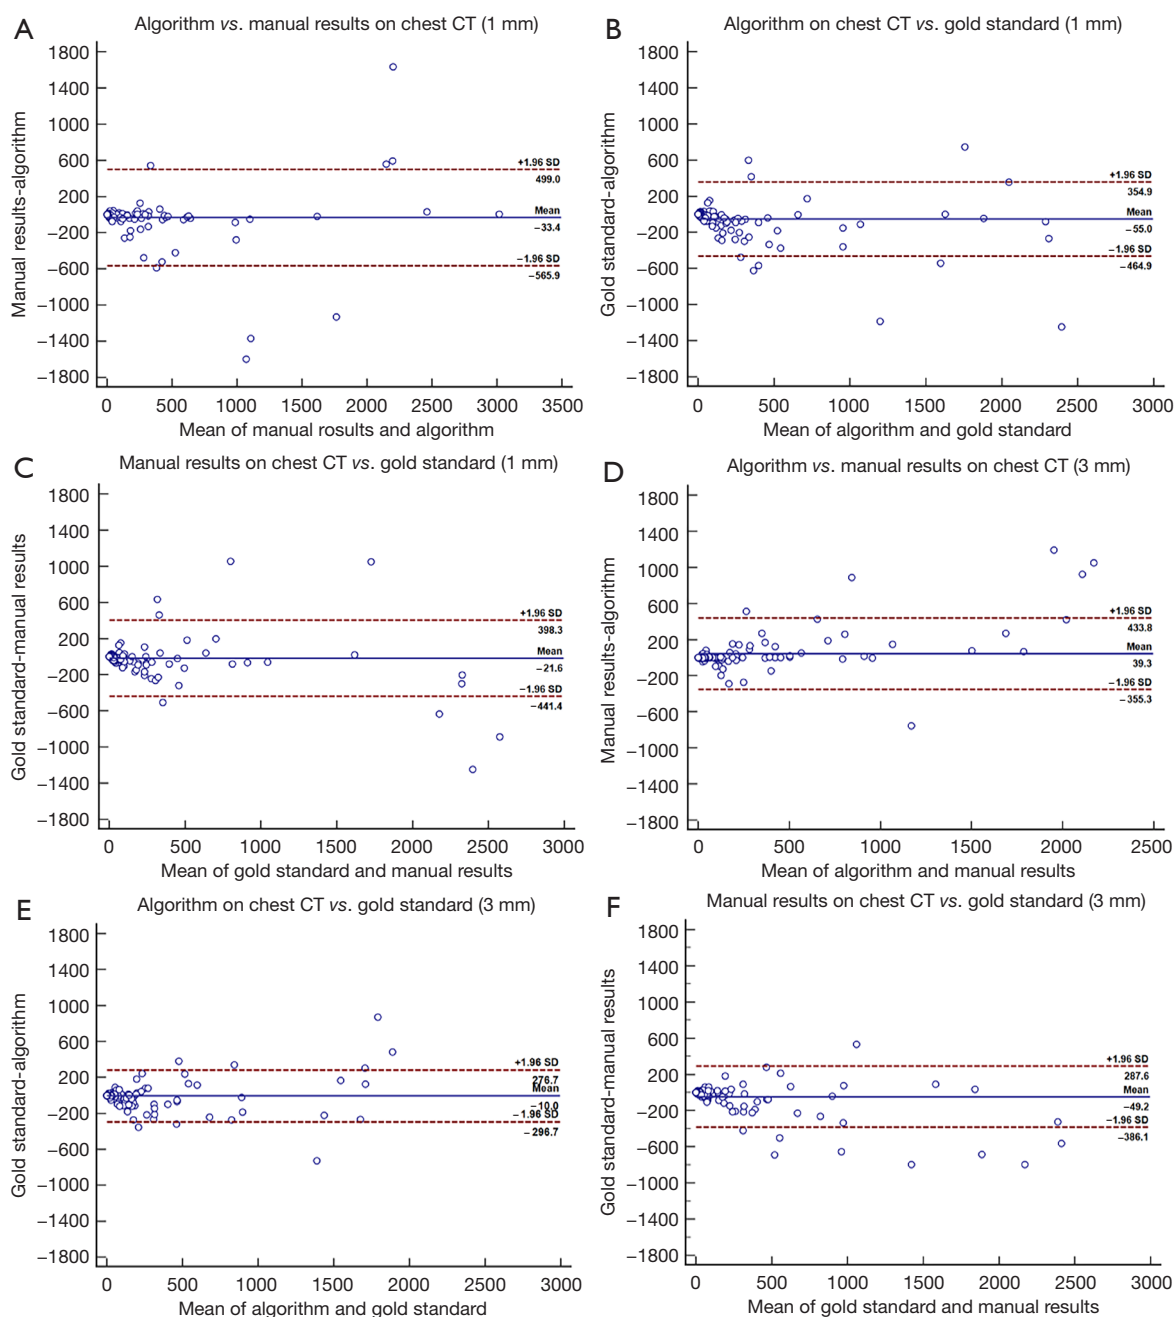 A
Algorithm vs. manual results on chest CT (1 mm)
Manual results-algorithm
1800
1400
1000
600
200
−200
−600
−1000
−1400
−1800
+1.96 SD
499.0
Mean
−33.4
−1.96 SD
−565.9
0 500 1000 1500 2000 2500 3000 3500
Mean of manual rosults and algorithm
B
Algorithm on chest CT vs. gold standard (1 mm)
Gold standard-algorithm
1800
1400
1000
600
200
−200
−600
−1000
−1400
−1800
+1.96 SD
354.9
Mean
−55.0
−1.96 SD
−464.9
0 500 1000 1500 2000 2500 3000
Mean of algorithm and gold standard
C
Manual results on chest CT vs. gold standard (1 mm)
Gold standard-manual results
1800
1400
1000
600
200
−200
−600
−1000
−1400
−1800
+1.96 SD
398.3
Mean
−21.6
−1.96 SD
−441.4
0 500 1000 1500 2000 2500 3000
Mean of gold standard and manual results
D
Algorithm vs. manual results on chest CT (3 mm)
Manual results-algorithm
1800
1400
1000
600
200
−200
−600
−1000
−1400
−1800
+1.96 SD
433.8
Mean
39.3
−1.96 SD
−355.3
0 500 1000 1500 2000 2500
Mean of algorithm and manual results
E
Algorithm on chest CT vs. gold standard (3 mm)
Gold standard-algorithm
1800
1400
1000
600
200
−200
−600
−1000
−1400
−1800
+1.96 SD
276.7
Mean
−10.0
−1.96 SD
−296.7
0 500 1000 1500 2000 2500 3000
Mean of algorithm and gold standard
F
Manual results on chest CT vs. gold standard (3 mm)
Gold standard-manual results
1800
1400
1000
600
200
−200
−600
−1000
−1400
−1800
+1.96 SD
287.6
Mean
−49.2
−1.96 SD
−386.1
0 500 1000 1500 2000 2500 3000
Mean of gold standard and manual results